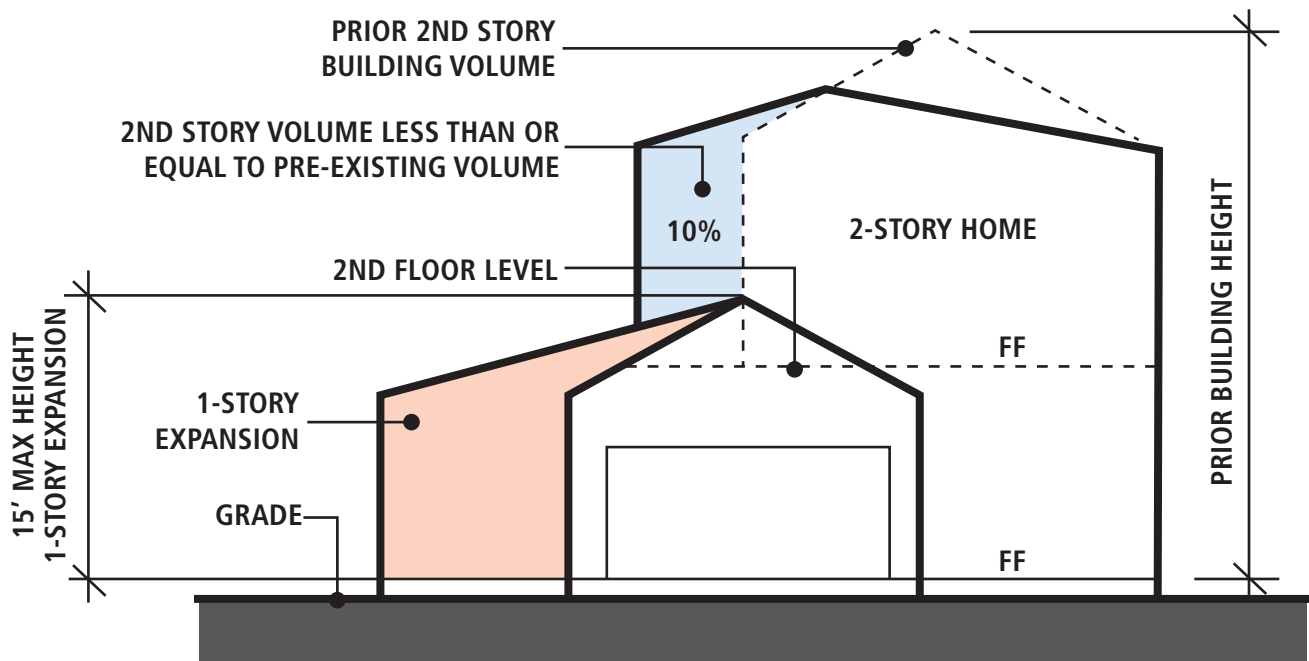 PRIOR 2ND STORY
BUILDING VOLUME
2ND STORY VOLUME LESS THAN OR
EQUAL TO PRE-EXISTING VOLUME
10%
2-STORY HOME
2ND FLOOR LEVEL
FF
1-STORY
EXPANSION
GRADE
FF
15’ MAX HEIGHT
1-STORY EXPANSION
PRIOR BUILDING HEIGHT